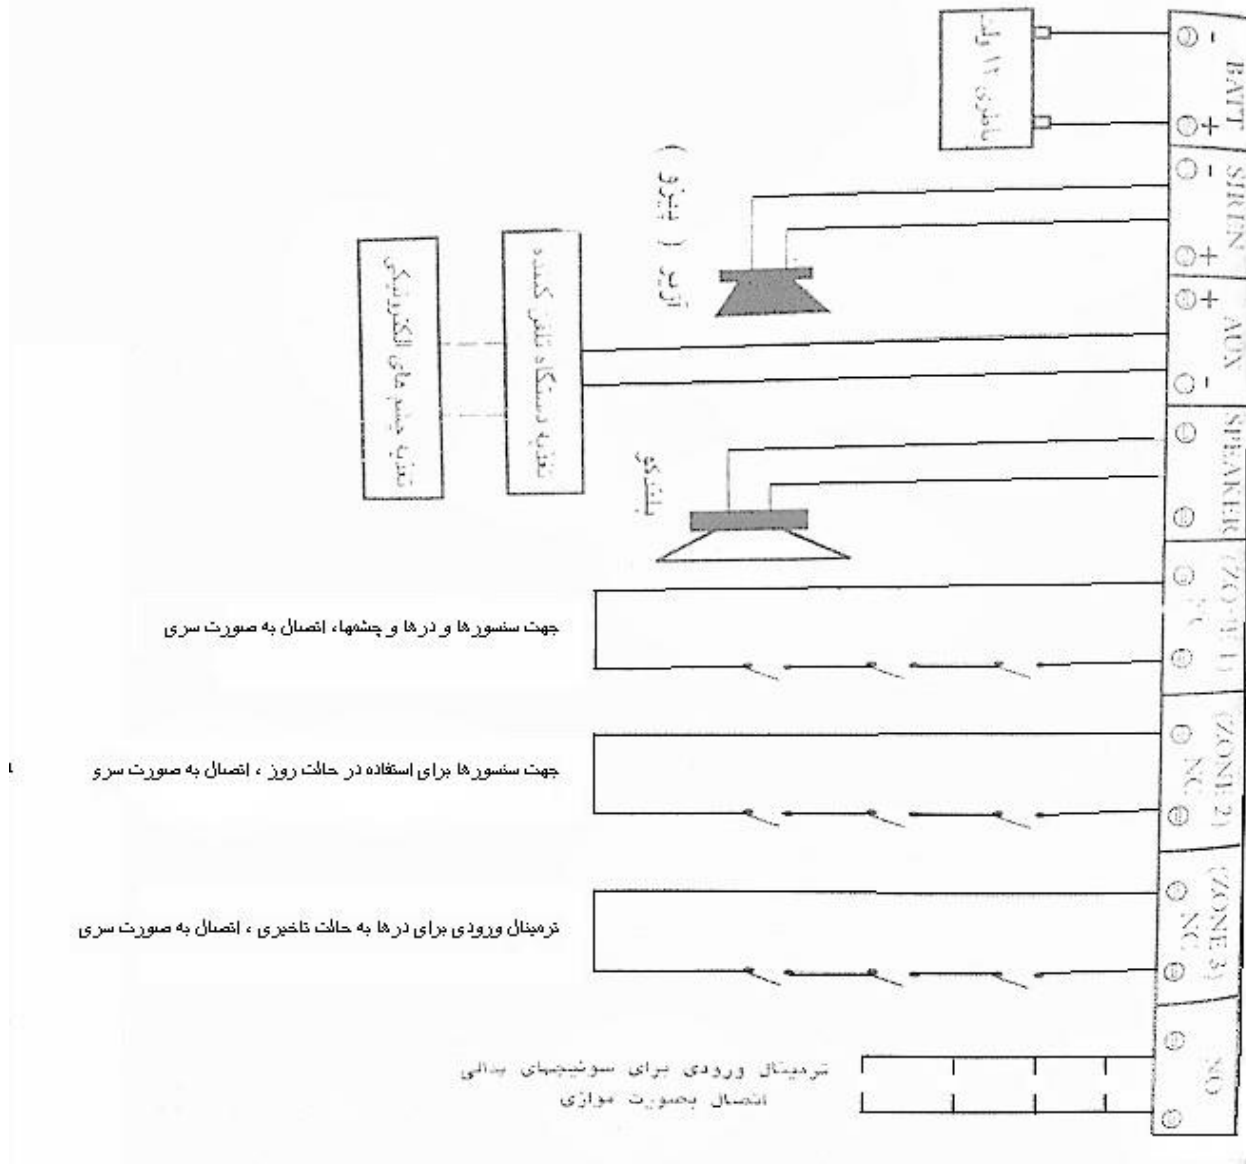 باطری ۱۲ ولت
- BATT +
- SIREN +
آژیر ( پیزو )
+ AUX -
تغذیه دستگاه تلفن کننده
تغذیه چشم های الکترونیکی
SPEAKER
بلندگو
(ZONE 1)
NC
جهت سنسورها و درها و چشمها، اتصال به صورت سری
(ZONE 2)
NC
جهت سنسورها برای استفاده در حالت روز ، اتصال به صورت سری
(ZONE 3)
NC
ترمینال ورودی برای درها به حالت تاخیری ، اتصال به صورت سری
NO
ترمینال ورودی برای سوئیچهای پدالی
اتصال بصورت موازی